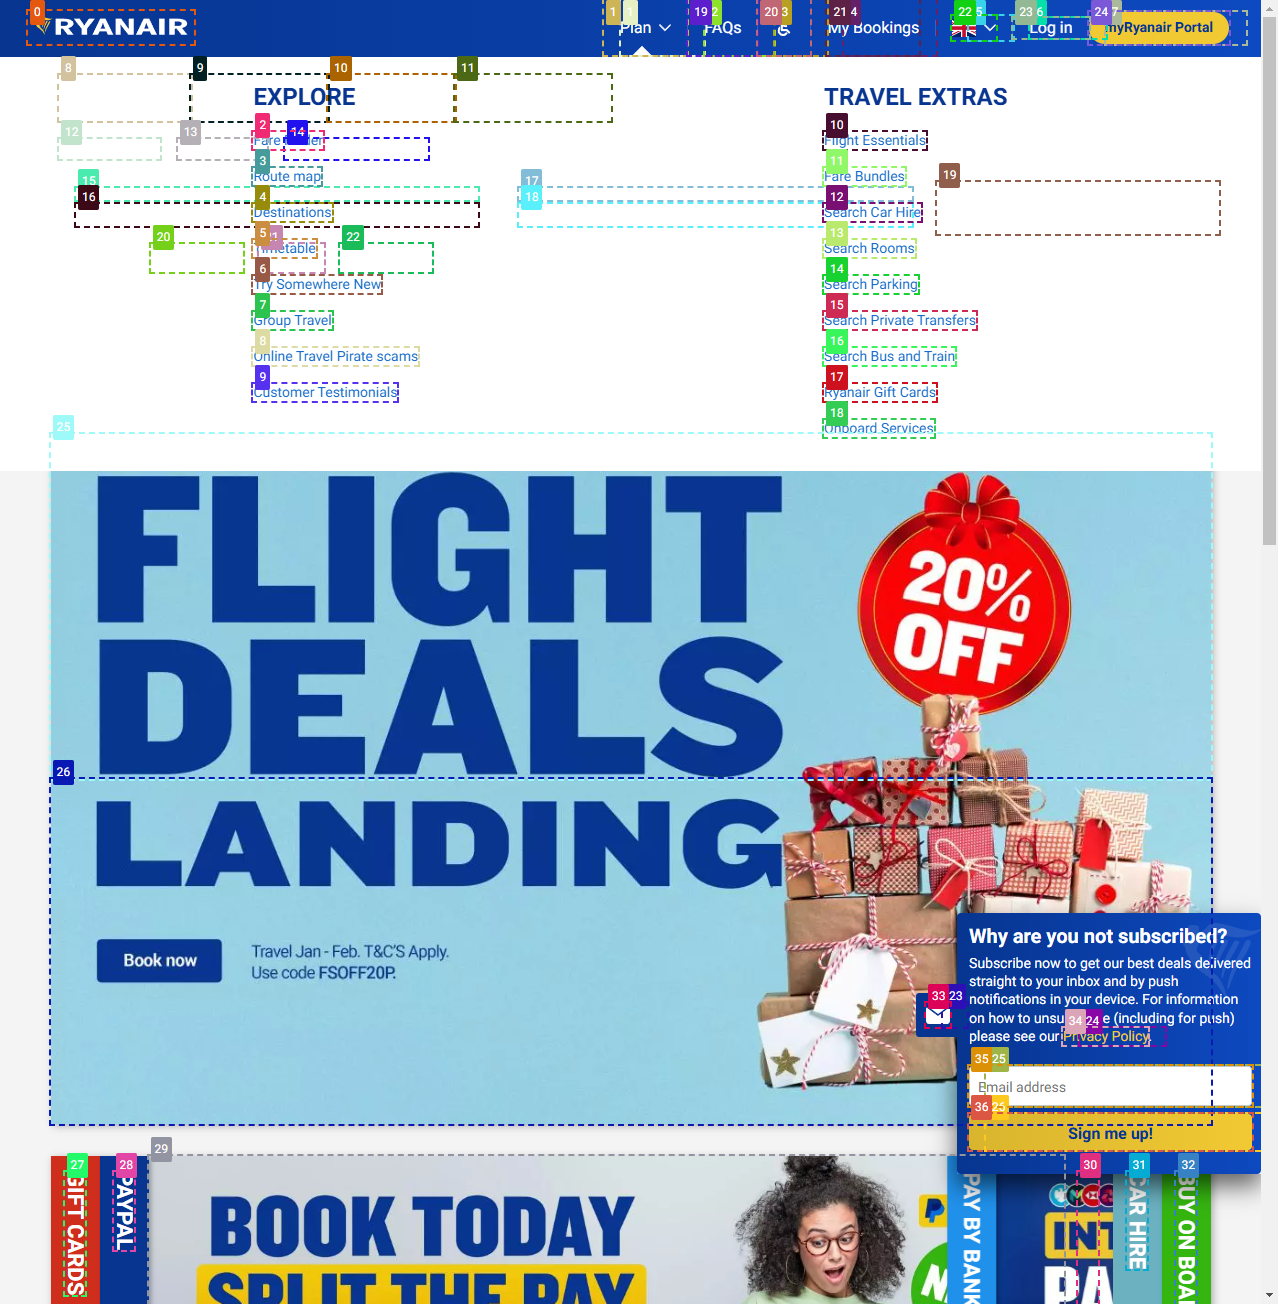 RYANAIR
Plan
FAQs
My Bookings
Log in
myRyanair Portal
EXPLORE
Fare Finder
Route map
Destinations
Timetable
Try Somewhere New
Group Travel
Online Travel Pirate scams
Customer Testimonials
TRAVEL EXTRAS
Flight Essentials
Fare Bundles
Search Car Hire
Search Rooms
Search Parking
Search Private Transfers
Search Bus and Train
Ryanair Gift Cards
Onboard Services
FLIGHT
DEALS
LANDING
20%
OFF
Book now
Travel Jan - Feb. T&C'S Apply.
Use code FSOFF20P.
Why are you not subscribed?
Subscribe now to get our best deals delivered
straight to your inbox and by push
notifications in your device. For information
on how to unsubscribe (including for push)
please see our Privacy Policy.
Email address
Sign me up!
GIFT CARDS
PAYPAL
BOOK TODAY
SPLIT THE PAY
PAY BY BANK
CAR HIRE
BUY ON BOA